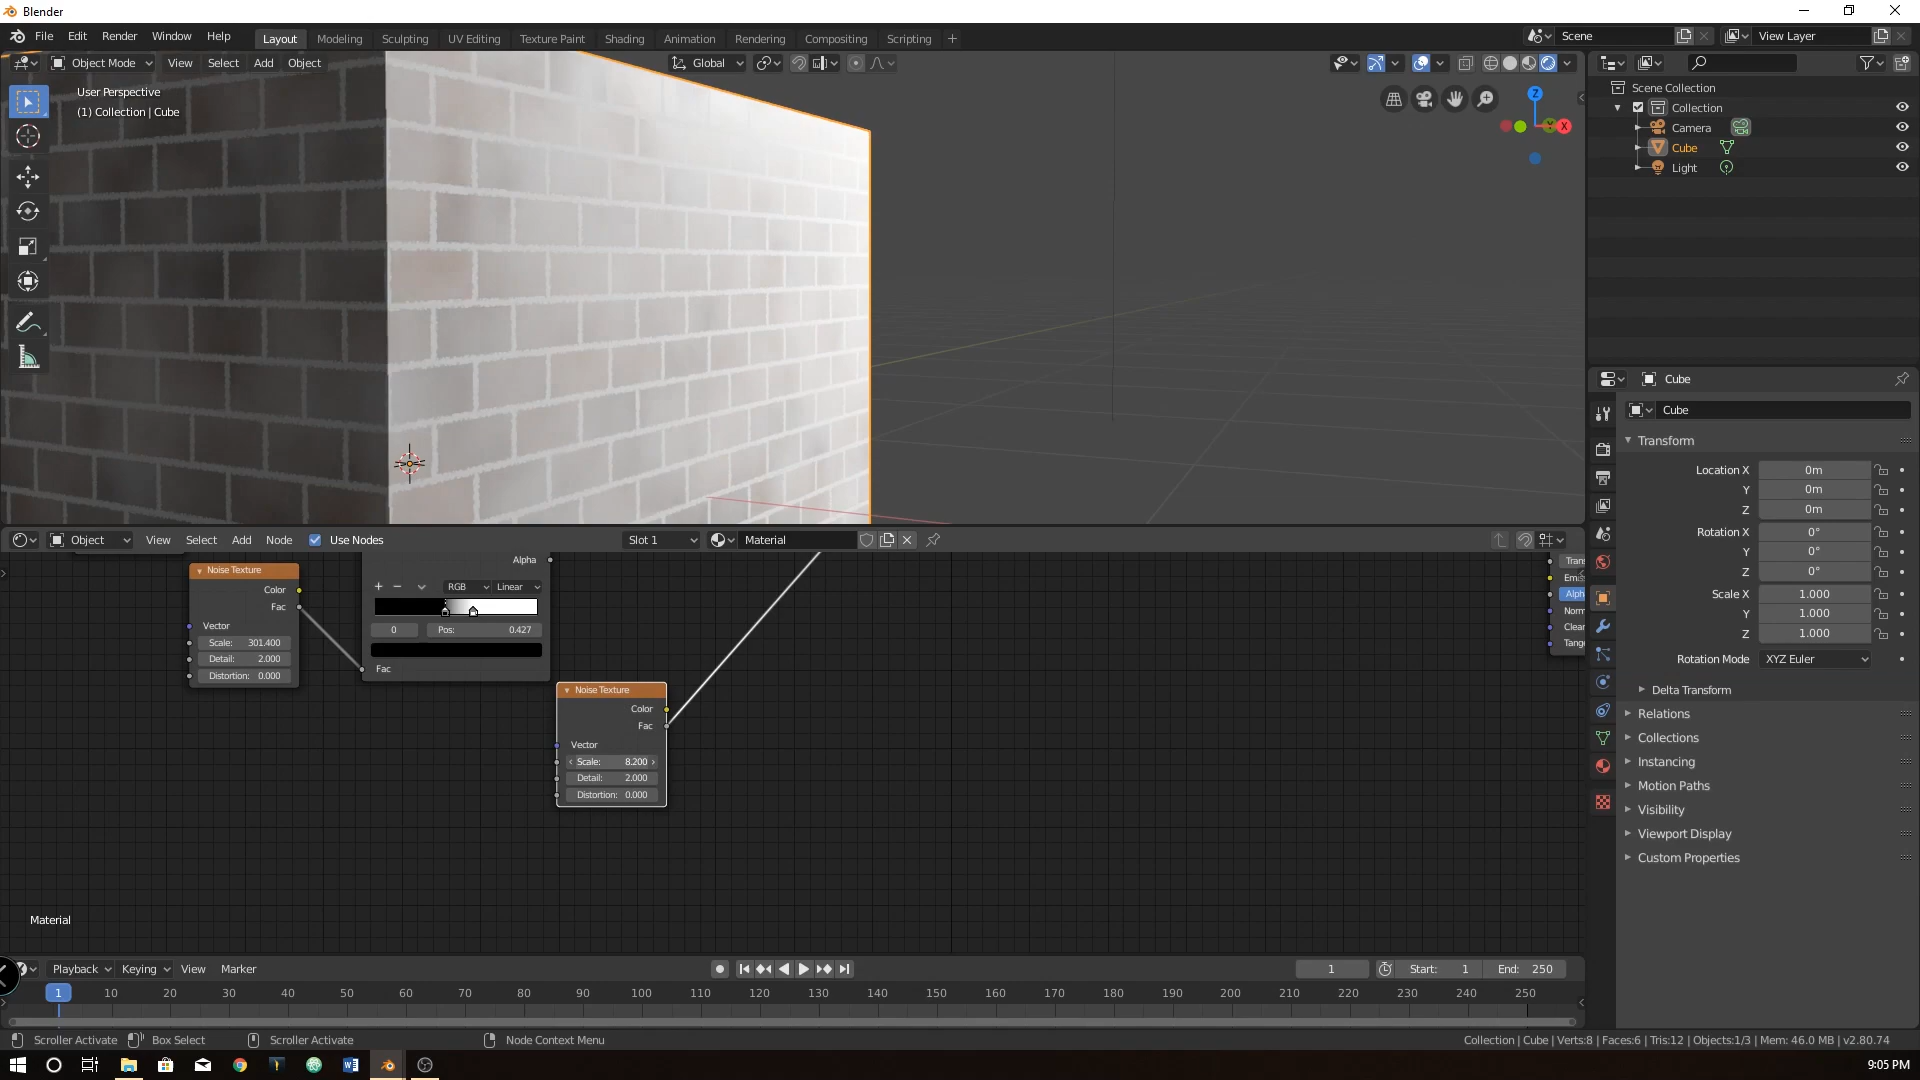 Blender
File Edit Render Window Help
Layout Modeling Sculpting UV Editing Texture Paint Shading Animation Rendering Compositing Scripting
Scene
View Layer
Object Mode View Select Add Object
Global
User Perspective
(1) Collection | Cube
Z
X
Scene Collection
Collection
Camera
Cube
Light
Cube
Cube
Transform
Location X 0m
Y 0m
Z 0m
Rotation X 0°
Y 0°
Z 0°
Scale X 1.000
Y 1.000
Z 1.000
Rotation Mode XYZ Euler
Delta Transform
Relations
Collections
Instancing
Motion Paths
Visibility
Viewport Display
Custom Properties
Object View Select Add Node Use Nodes Slot 1 Material
Noise Texture
Color
Fac
Vector
Scale: 301.400
Detail: 2.000
Distortion: 0.000
Alpha
RGB Linear
0 Pos: 0.427
Fac
Noise Texture
Color
Fac
Vector
Scale: 8.200
Detail: 2.000
Distortion: 0.000
Tran
Alph
Norm
Clea
Tang
Material
Playback Keying View Marker
1 Start: 1 End: 250
1 10 20 30 40 50 60 70 80 90 100 110 120 130 140 150 160 170 180 190 200 210 220 230 240 250
Scroller Activate Box Select Scroller Activate Node Context Menu
Collection | Cube | Verts:8 | Faces:6 | Tris:12 | Objects:1/3 | Mem: 46.0 MB | v2.80.74
9:05 PM